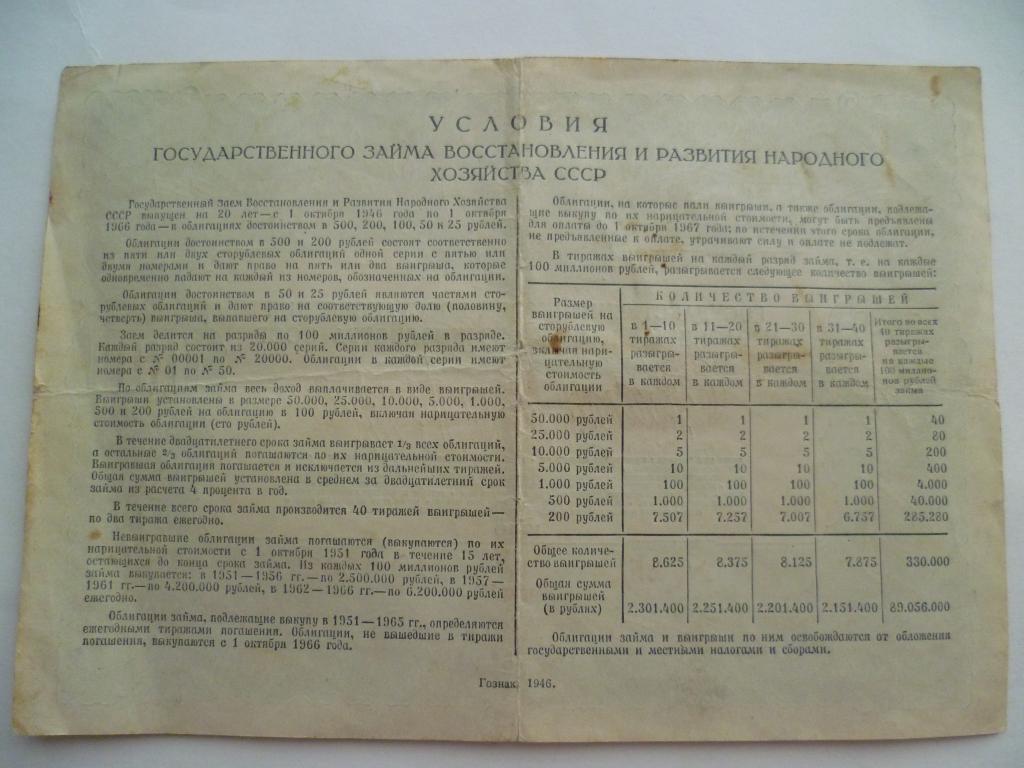 УСЛОВИЯ
ГОСУДАРСТВЕННОГО ЗАЙМА ВОССТАНОВЛЕНИЯ И РАЗВИТИЯ НАРОДНОГО
ХОЗЯЙСТВА СССР
Государственный Заем Восстановления и Развития Народного Хозяйства
СССР выпущен на 20 лет—с 1 октября 1946 года по 1 октября
1966 года—в облигациях достоинством в 500, 200, 100, 50 и 25 рублей.
Облигации достоинством в 500 и 200 рублей состоят соответственно
из пяти или двух сторублевых облигаций одной серии с пятью или
двумя номерами и дают право на пять или два выигрыша, которые
одновременно попают на каждый из номеров, обозначенных на облигации.
Облигации достоинством в 50 и 25 рублей являются частями сто-
рублевых облигаций и дают право на соответствующую долю (половину,
четверть) выигрыша, выпавшего на сторублевую облигацию.
Заем делится на разряды по 100 миллионов рублей в разряде.
Каждый разряд состоит из 20.000 серий. Серии каждого разряда имеют
номера с № 00001 по № 20000. Облигации в каждой серии имеют
номера с № 01 по № 50.
По облигациям займа весь доход выплачивается в виде выигрышей.
Выигрыши установлены в размере 50.000, 25.000, 10.000, 5.000, 1.000,
500 и 200 рублей на облигацию в 100 рублей, включая нарицательную
стоимость облигации (сто рублей).
В течение двадцатилетнего срока займа выигрывает 1/3 всех облигаций,
а остальные 2/3 облигаций погашаются по их нарицательной стоимости.
Выигравшая облигация погашается и исключается из дальнейших тиражей.
Общая сумма выигрышей установлена в среднем за двадцатилетний срок
займа из расчета 4 процента в год.
В течение всего срока займа производится 40 тиражей выигрышей—
по два тиража ежегодно.
Невыигравшие облигации займа погашаются (выкупаются) по их
нарицательной стоимости с 1 октября 1951 года в течение 15 лет,
остающихся до конца срока займа. Из каждых 100 миллионов рублей
займа выкупается: в 1951—1956 гг.—по 2.500.000 рублей, в 1957—
1961 гг.—по 4.200.000 рублей, в 1962—1966 гг.—по 6.200.000 рублей
ежегодно.
Облигации займа, подлежащие выкупу в 1951—1965 гг., определяются
ежегодными тиражами погашения. Облигации, не вышедшие в тиражи
погашения, выкупаются с 1 октября 1966 года.
Облигации, на которые пали выигрыши, а также облигации, подлежа-
щие выкупу по их нарицательной стоимости, могут быть предъявлены
для оплаты до 1 октября 1967 года; по истечении этого срока облигации,
не предъявленные к оплате, утрачивают силу и оплате не подлежат.
В тиражах выигрышей на каждый разряд займа, т. е. на каждые
100 миллионов рублей, разыгрывается следующее количество выигрышей:
Размер выигрышей на сторублевую облигацию, включая нарицательную стоимость облигации
КОЛИЧЕСТВО ВЫИГРЫШЕЙ
в 1—10 тиражах разыгрывается в каждом
в 11—20 тиражах разыгрывается в каждом
в 21—30 тиражах разыгрывается в каждом
в 31—40 тиражах разыгрывается в каждом
Итого во всех 40 тиражах разыгрывается на каждые 100 миллионов рублей займа
50.000 рублей 1 1 1 1 40
25.000 рублей 2 2 2 2 80
10.000 рублей 5 5 5 5 200
5.000 рублей 10 10 10 10 400
1.000 рублей 100 100 100 100 4.000
500 рублей 1.000 1.000 1.000 1.000 40.000
200 рублей 7.507 7.257 7.007 6.757 285.280
Общее количество выигрышей 8.625 8.375 8.125 7.875 330.000
Общая сумма выигрышей (в рублях) 2.301.400 2.251.400 2.201.400 2.151.400 89.056.000
Облигации займа и выигрыши по ним освобождаются от обложения
государственными и местными налогами и сборами.
Гознак. 1946.